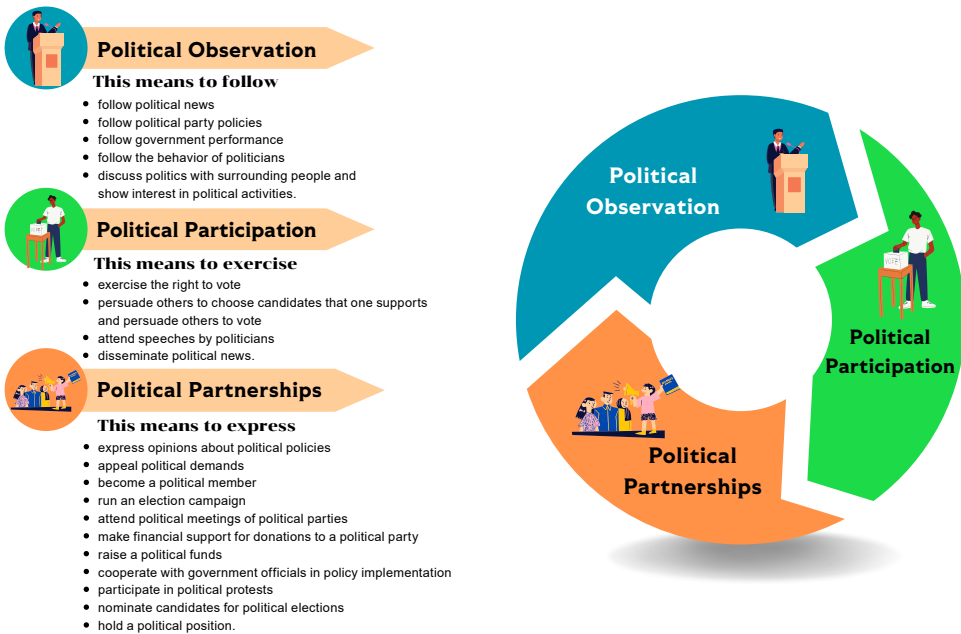 Political Observation
This means to follow
• follow political news
• follow political party policies
• follow government performance
• follow the behavior of politicians
• discuss politics with surrounding people and
show interest in political activities.
Political Participation
This means to exercise
• exercise the right to vote
• persuade others to choose candidates that one supports
and persuade others to vote
• attend speeches by politicians
• disseminate political news.
Political Partnerships
This means to express
• express opinions about political policies
• appeal political demands
• become a political member
• run an election campaign
• attend political meetings of political parties
• make financial support for donations to a political party
• raise a political funds
• cooperate with government officials in policy implementation
• participate in political protests
• nominate candidates for political elections
• hold a political position.
Political
Observation
VOTE
Political
Participation
Political
Partnerships